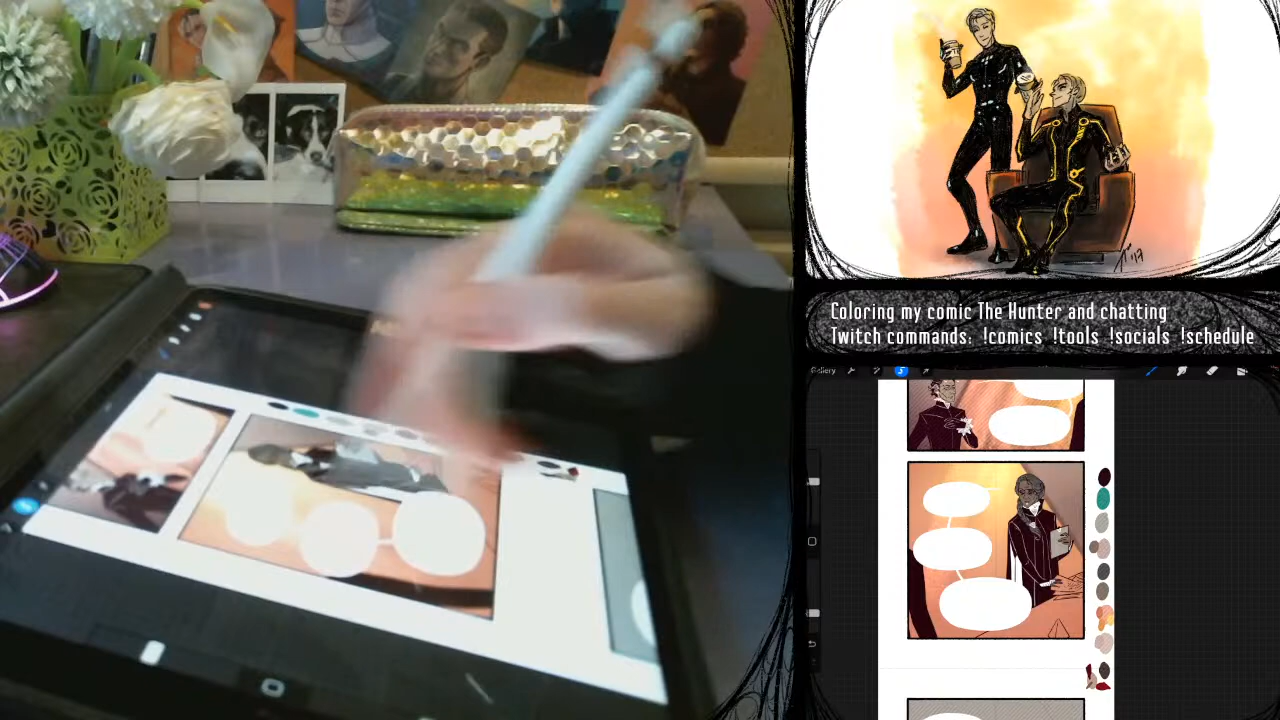 Coloring my comic The Hunter and chatting
Twitch commands: !comics !tools !socials !schedule
Gallery